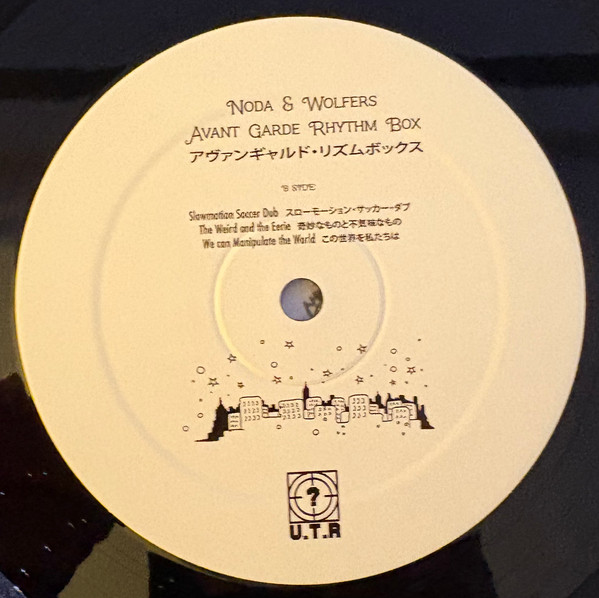 Noda & Wolfers
Avant Garde Rhythm Box
アヴァンギャルド・リズムボックス
B SIDE
Slowmotion Soccer Dub スローモーション・サッカーダブ
The Weird and the Eerie 奇妙なものと不気味なもの
We can Manipulate the World この世界を私たちは
?
U.T.R